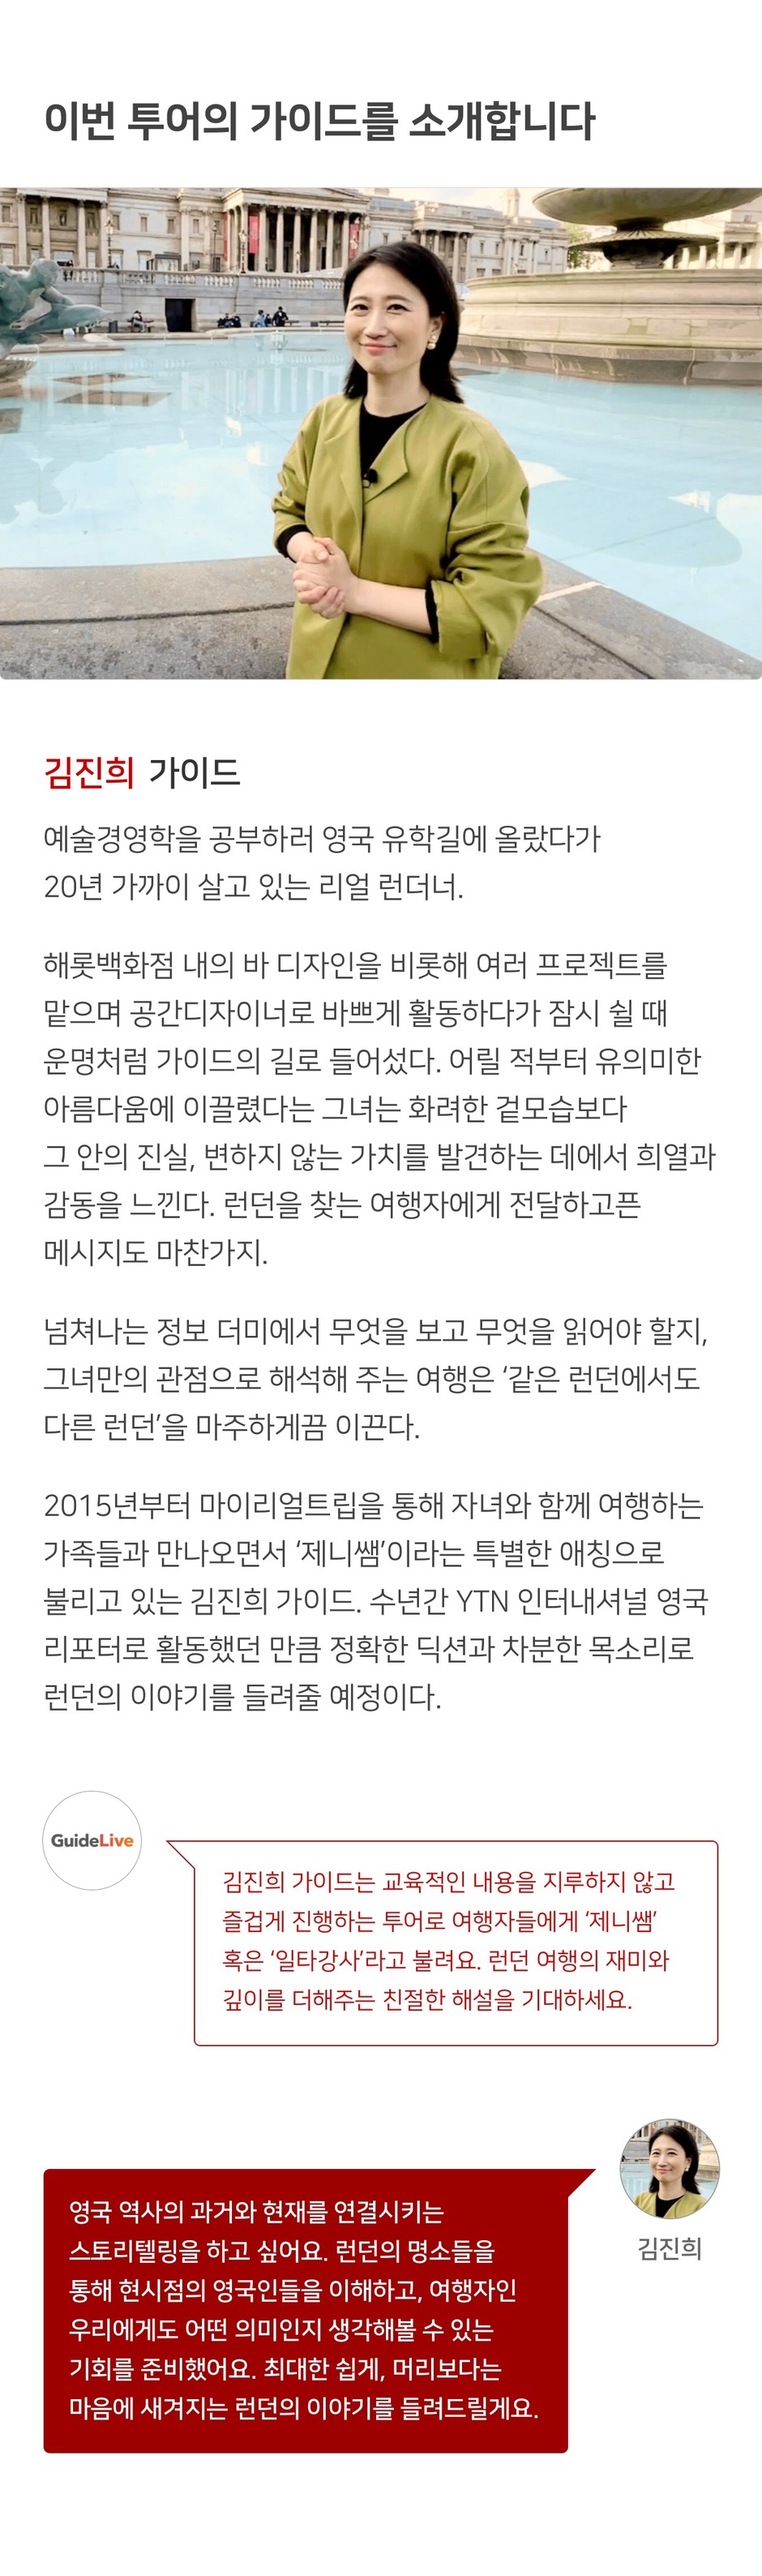 이번 투어의 가이드를 소개합니다
김진희 가이드
예술경영학을 공부하러 영국 유학길에 올랐다가
20년 가까이 살고 있는 리얼 런더너.
해롯백화점 내의 바 디자인을 비롯해 여러 프로젝트를
맡으며 공간디자이너로 바쁘게 활동하다가 잠시 쉴 때
운명처럼 가이드의 길로 들어섰다. 어릴 적부터 유의미한
아름다움에 이끌렸다는 그녀는 화려한 겉모습보다
그 안의 진실, 변하지 않는 가치를 발견하는 데에서 희열과
감동을 느낀다. 런던을 찾는 여행자에게 전달하고픈
메시지도 마찬가지.
넘쳐나는 정보 더미에서 무엇을 보고 무엇을 읽어야 할지,
그녀만의 관점으로 해석해 주는 여행은 ‘같은 런던에서도
다른 런던’을 마주하게끔 이끈다.
2015년부터 마이리얼트립을 통해 자녀와 함께 여행하는
가족들과 만나오면서 ‘제니쌤’이라는 특별한 애칭으로
불리고 있는 김진희 가이드. 수년간 YTN 인터내셔널 영국
리포터로 활동했던 만큼 정확한 딕션과 차분한 목소리로
런던의 이야기를 들려줄 예정이다.
GuideLive
김진희 가이드는 교육적인 내용을 지루하지 않고
즐겁게 진행하는 투어로 여행자들에게 ‘제니쌤’
혹은 ‘일타강사’라고 불려요. 런던 여행의 재미와
깊이를 더해주는 친절한 해설을 기대하세요.
영국 역사의 과거와 현재를 연결시키는
스토리텔링을 하고 싶어요. 런던의 명소들을
통해 현시점의 영국인들을 이해하고, 여행자인
우리에게도 어떤 의미인지 생각해볼 수 있는
기회를 준비했어요. 최대한 쉽게, 머리보다는
마음에 새겨지는 런던의 이야기를 들려드릴게요.
김진희